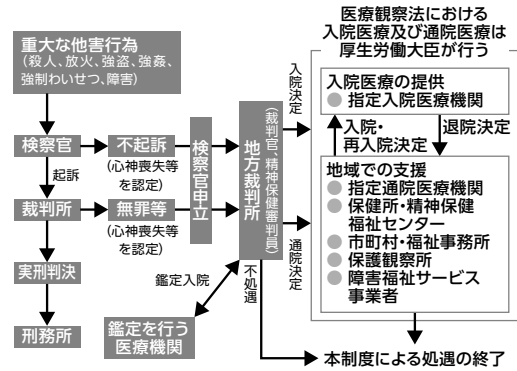 医療観察法における
入院医療及び通院医療は
厚生労働大臣が行う
重大な他害行為
(殺人、放火、強盗、強姦、
強制わいせつ、障害)
検察官
不起訴
(心神喪失等
を認定)
起訴
裁判所
無罪等
(心神喪失等
を認定)
実刑判決
刑務所
検察官申立
地方裁判所
(裁判官、精神保健審判員)
鑑定入院
鑑定を行う
医療機関
入院決定
通院決定
不処遇
入院医療の提供
● 指定入院医療機関
入院・
再入院決定
退院決定
地域での支援
● 指定通院医療機関
● 保健所・精神保健
福祉センター
● 市町村・福祉事務所
● 保護観察所
● 障害福祉サービス
事業者
本制度による処遇の終了